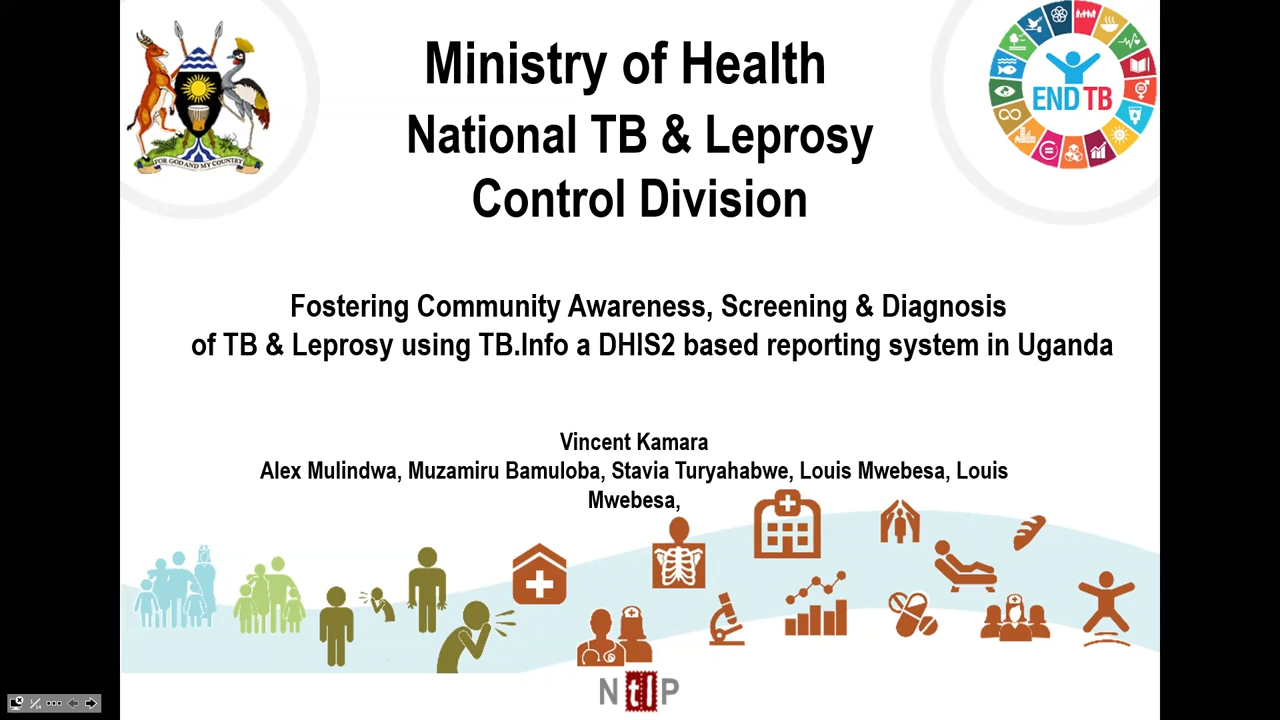 Ministry of Health
National TB & Leprosy
Control Division
FOR GOD AND MY COUNTRY
END TB
Fostering Community Awareness, Screening & Diagnosis
of TB & Leprosy using TB.Info a DHIS2 based reporting system in Uganda
Vincent Kamara
Alex Mulindwa, Muzamiru Bamuloba, Stavia Turyahabwe, Louis Mwebesa, Louis
Mwebesa,
NtlP